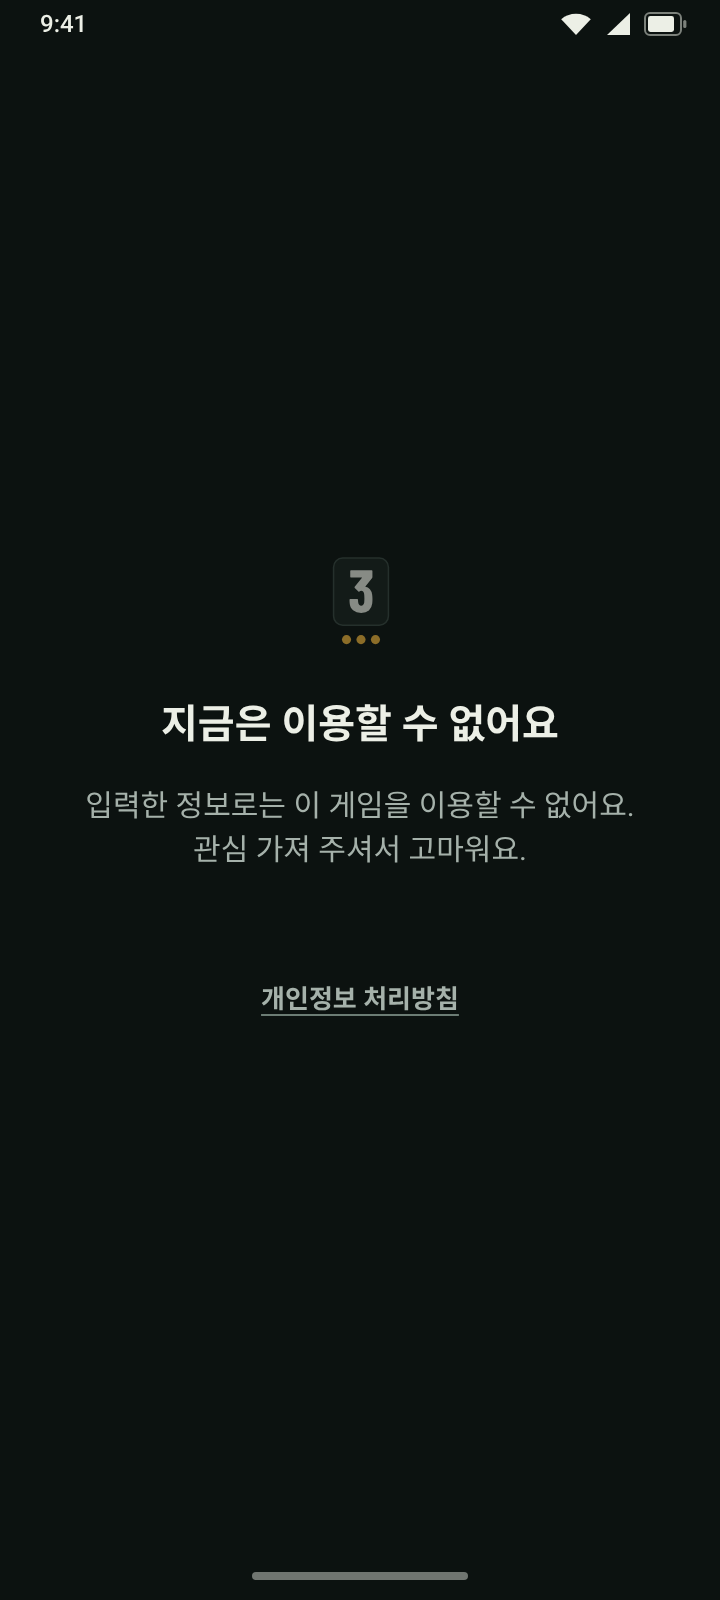 9:41
3
지금은 이용할 수 없어요
입력한 정보로는 이 게임을 이용할 수 없어요.
관심 가져 주셔서 고마워요.
개인정보 처리방침